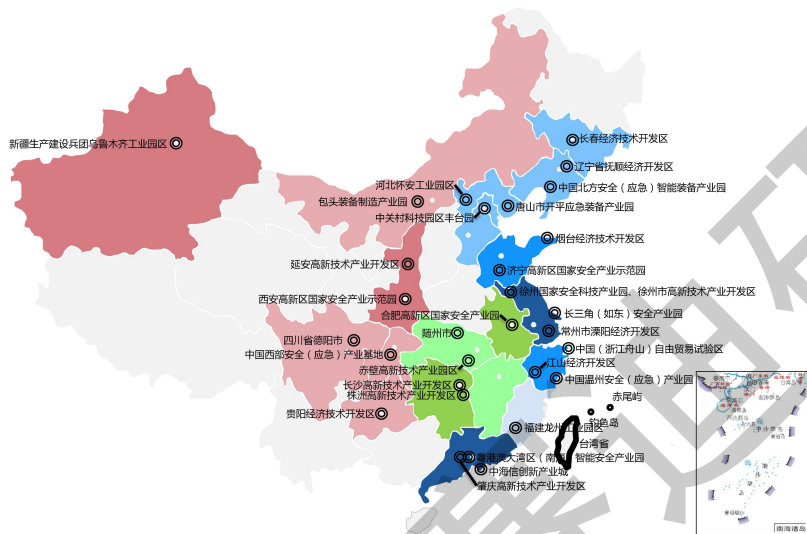 长春经济技术开发区
新疆生产建设兵团乌鲁木齐工业园区
辽宁省抚顺经济开发区
河北怀安工业园区
中国北方安全（应急）智能装备产业园
包头装备制造产业园
唐山市开平应急装备产业园
中关村科技园区丰台园
烟台经济技术开发区
延安高新技术产业开发区
济宁高新区国家安全产业示范园
徐州国家安全科技产业园、徐州市高新技术产业开发区
西安高新区国家安全产业示范园
长三角（如东）安全产业园
合肥高新区国家安全产业园
随州市
常州市溧阳经济开发区
四川省德阳市
中国（浙江舟山）自由贸易试验区
中国西部安全（应急）产业基地
江山经济开发区
赤壁高新技术产业园区
中国温州安全（应急）产业园
长沙高新技术产业开发区
株洲高新技术产业开发区
赤尾屿
贵阳经济技术开发区
钓鱼岛
福建龙州工业园区
台湾省
粤港澳大湾区（南海）智能安全产业园
中海信创新产业城
肇庆高新技术产业开发区
南海诸岛